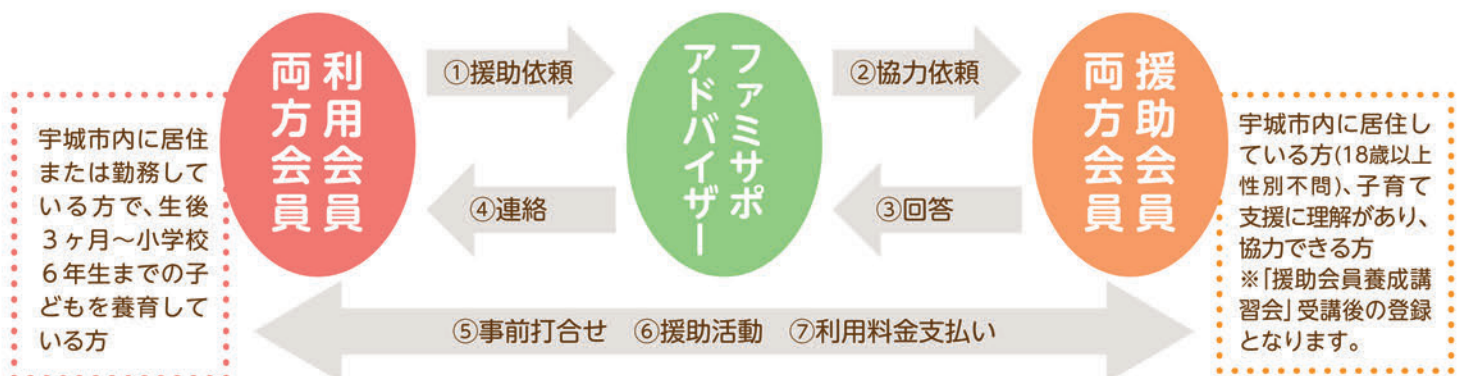 宇城市内に居住
または勤務して
いる方で、生後
３ヶ月～小学校
６年生までの子
どもを養育して
いる方
利用会員
両方会員
①援助依頼
④連絡
ファミサポ
アドバイザー
②協力依頼
③回答
援助会員
両方会員
宇城市内に居住し
ている方(18歳以上
性別不問)、子育て
支援に理解があり、
協力できる方
※「援助会員養成講
習会」受講後の登録
となります。
⑤事前打合せ　⑥援助活動　⑦利用料金支払い